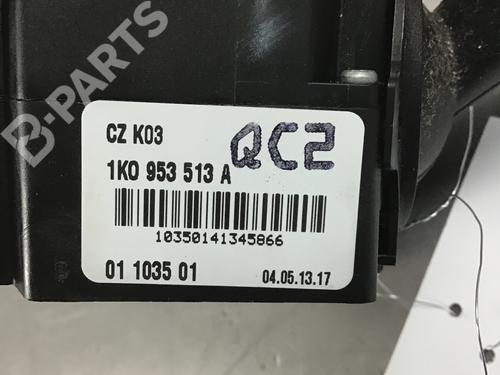 B-PARTS
CZ K03
QC2
1K0 953 513 A
10350141345866
01 1035 01
04.05.13.17